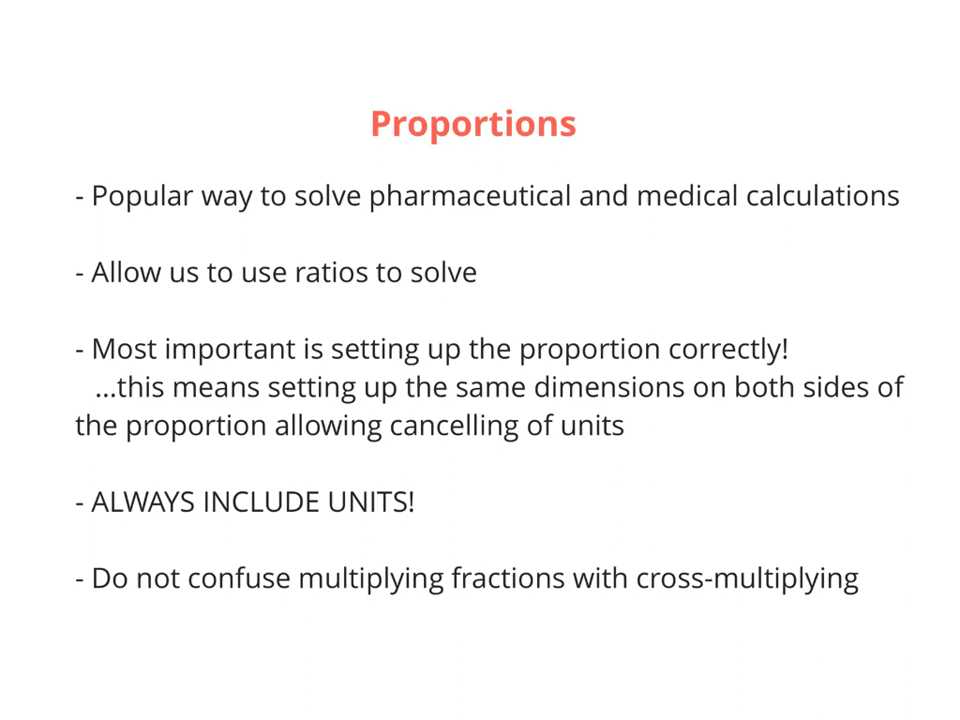 Proportions
- Popular way to solve pharmaceutical and medical calculations
- Allow us to use ratios to solve
- Most important is setting up the proportion correctly!
...this means setting up the same dimensions on both sides of
the proportion allowing cancelling of units
- ALWAYS INCLUDE UNITS!
- Do not confuse multiplying fractions with cross-multiplying